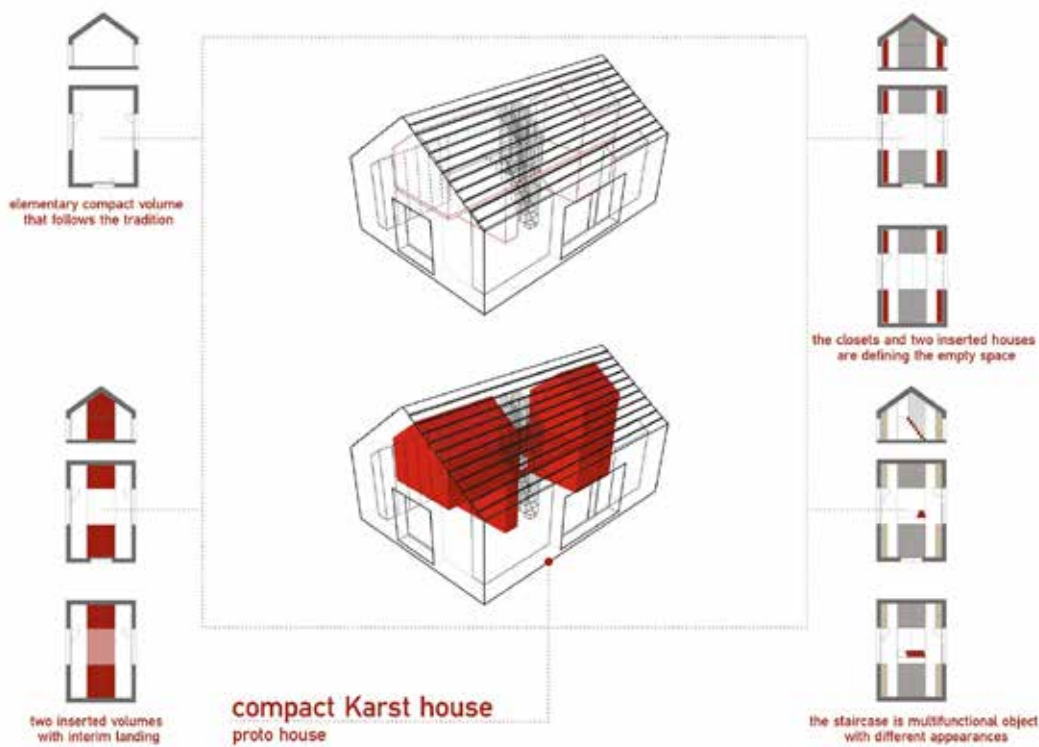 elementary compact volume
that follows the tradition
the closets and two inserted houses
are defining the empty space
two inserted volumes
with interim landing
compact Karst house
proto house
the staircase is multifunctional object
with different appearances